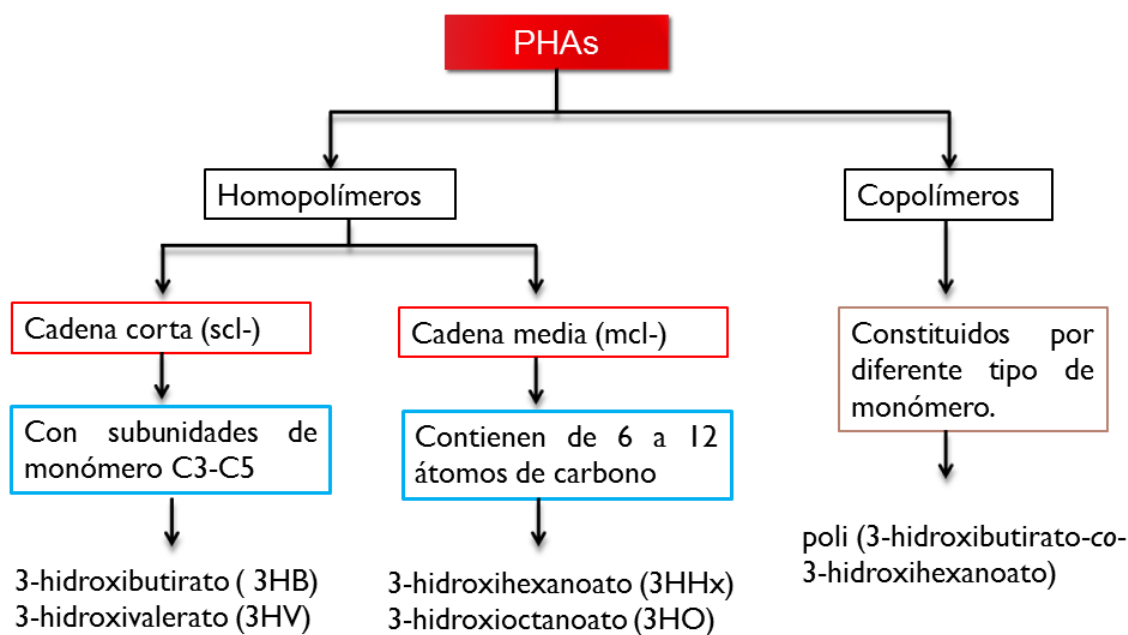 PHAs
Homopolímeros
Copolímeros
Cadena corta (scl-)
Cadena media (mcl-)
Constituidos por
diferente tipo de
monómero.
Con subunidades de
monómero C3-C5
Contienen de 6 a 12
átomos de carbono
poli (3-hidroxibutirato-co-
3-hidroxihexanoato)
3-hidroxibutirato ( 3HB)
3-hidroxivalerato (3HV)
3-hidroxihexanoato (3HHx)
3-hidroxioctanoato (3HO)